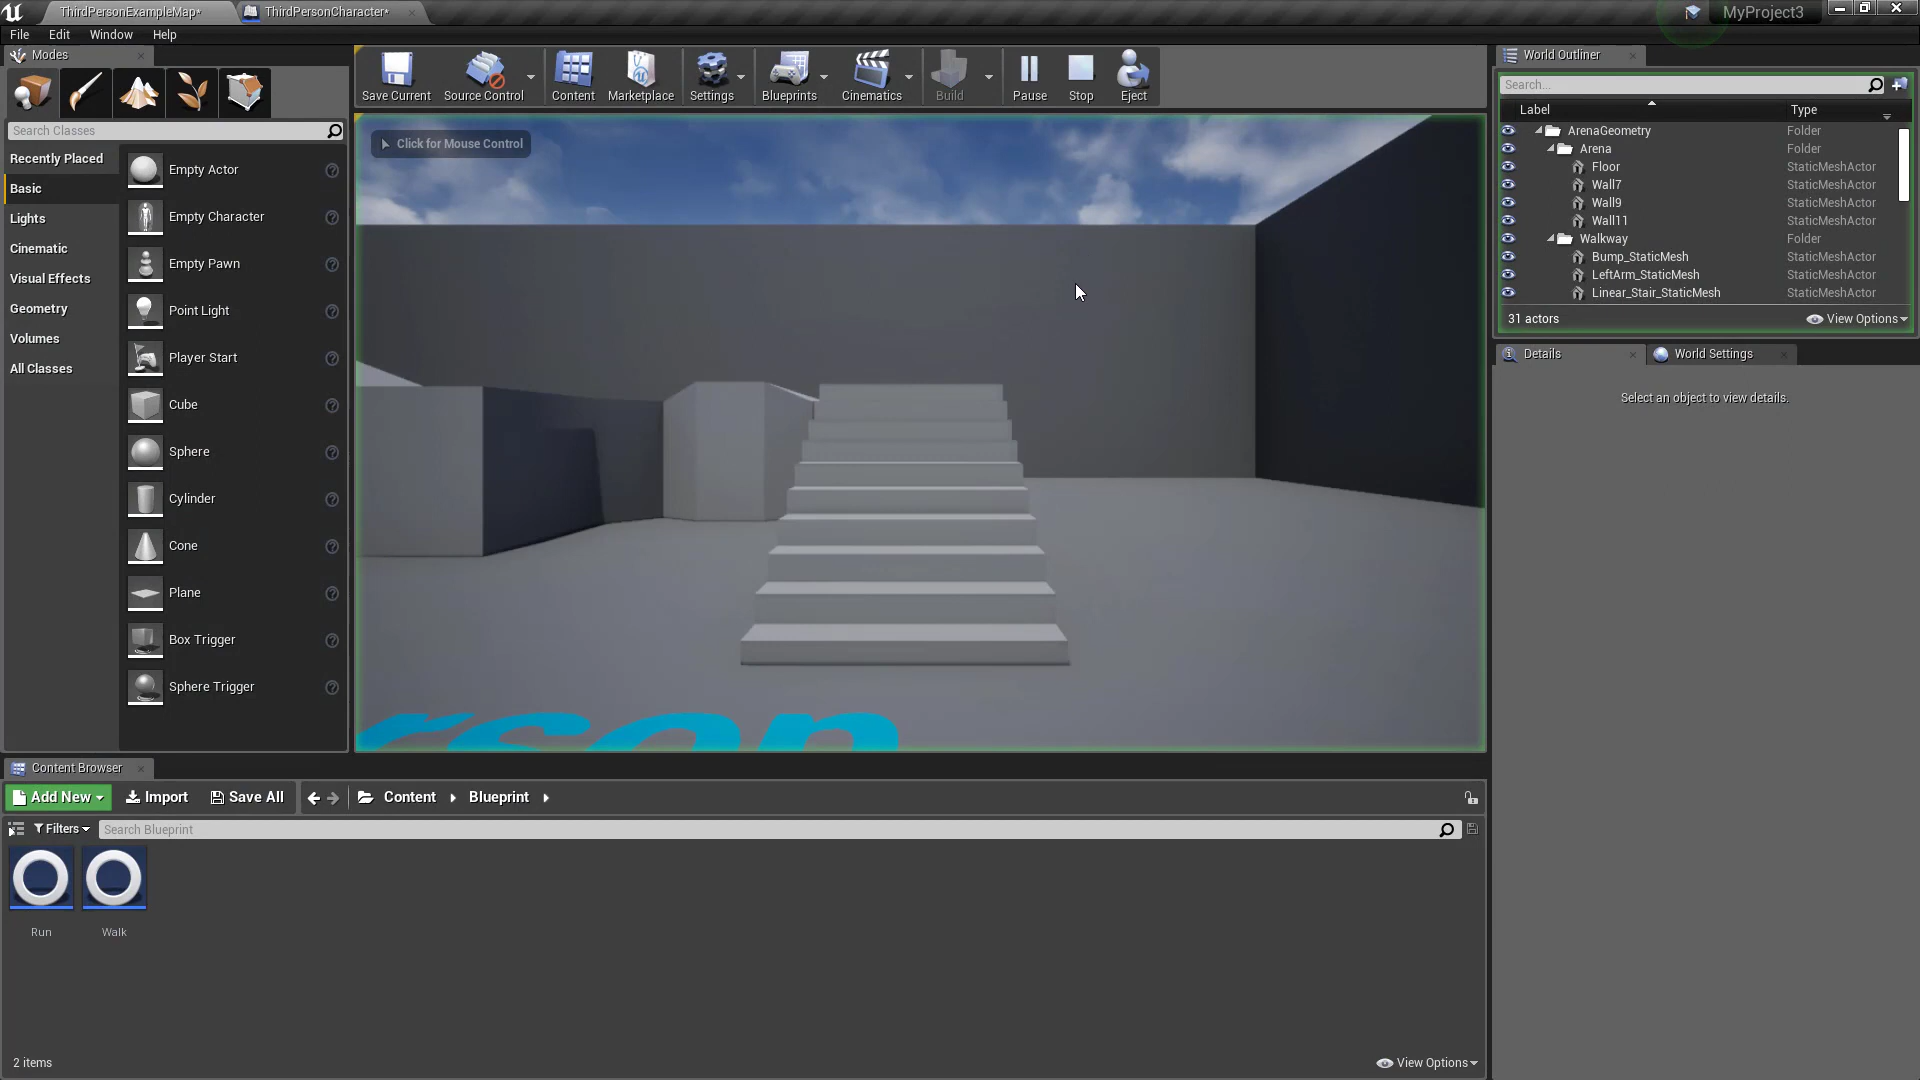 ThirdPersonExampleMap*
ThirdPersonCharacter*
MyProject3
File Edit Window Help
Modes
Save Current
Source Control
Content
Marketplace
Settings
Blueprints
Cinematics
Build
Pause
Stop
Eject
World Outliner
Search...
Label
Type
Search Classes
Recently Placed
Basic
Lights
Cinematic
Visual Effects
Geometry
Volumes
All Classes
Empty Actor
Empty Character
Empty Pawn
Point Light
Player Start
Cube
Sphere
Cylinder
Cone
Plane
Box Trigger
Sphere Trigger
Click for Mouse Control
rson
ArenaGeometry Folder
Arena Folder
Floor StaticMeshActor
Wall7 StaticMeshActor
Wall9 StaticMeshActor
Wall11 StaticMeshActor
Walkway Folder
Bump_StaticMesh StaticMeshActor
LeftArm_StaticMesh StaticMeshActor
Linear_Stair_StaticMesh StaticMeshActor
31 actors
View Options
Details
World Settings
Select an object to view details.
Content Browser
Add New
Import
Save All
Content
Blueprint
Filters
Search Blueprint
Run
Walk
2 items
View Options